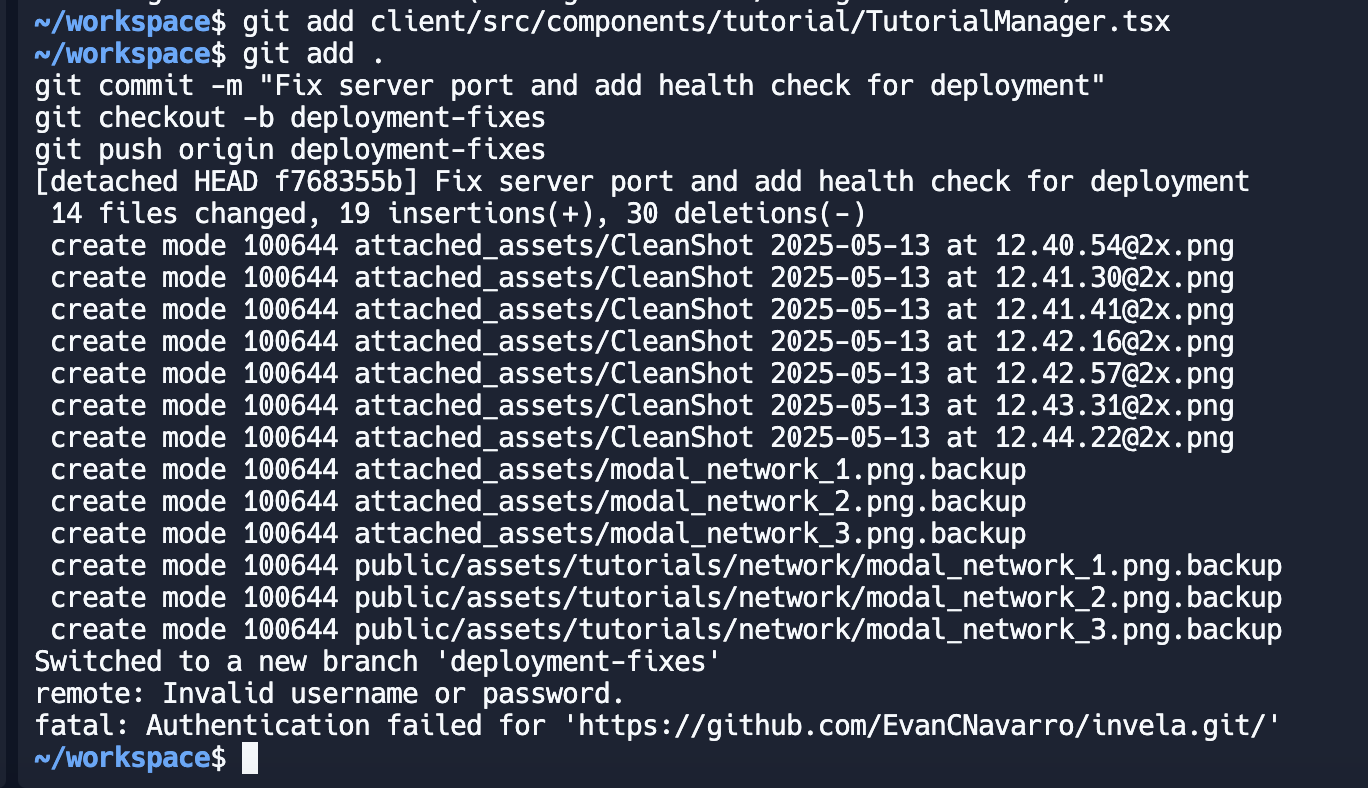 ~/workspace$ git add client/src/components/tutorial/TutorialManager.tsx
~/workspace$ git add .
git commit -m "Fix server port and add health check for deployment"
git checkout -b deployment-fixes
git push origin deployment-fixes
[detached HEAD f768355b] Fix server port and add health check for deployment
 14 files changed, 19 insertions(+), 30 deletions(-)
 create mode 100644 attached_assets/CleanShot 2025-05-13 at 12.40.54@2x.png
 create mode 100644 attached_assets/CleanShot 2025-05-13 at 12.41.30@2x.png
 create mode 100644 attached_assets/CleanShot 2025-05-13 at 12.41.41@2x.png
 create mode 100644 attached_assets/CleanShot 2025-05-13 at 12.42.16@2x.png
 create mode 100644 attached_assets/CleanShot 2025-05-13 at 12.42.57@2x.png
 create mode 100644 attached_assets/CleanShot 2025-05-13 at 12.43.31@2x.png
 create mode 100644 attached_assets/CleanShot 2025-05-13 at 12.44.22@2x.png
 create mode 100644 attached_assets/modal_network_1.png.backup
 create mode 100644 attached_assets/modal_network_2.png.backup
 create mode 100644 attached_assets/modal_network_3.png.backup
 create mode 100644 public/assets/tutorials/network/modal_network_1.png.backup
 create mode 100644 public/assets/tutorials/network/modal_network_2.png.backup
 create mode 100644 public/assets/tutorials/network/modal_network_3.png.backup
Switched to a new branch 'deployment-fixes'
remote: Invalid username or password.
fatal: Authentication failed for 'https://github.com/EvanCNavarro/invela.git/'
~/workspace$